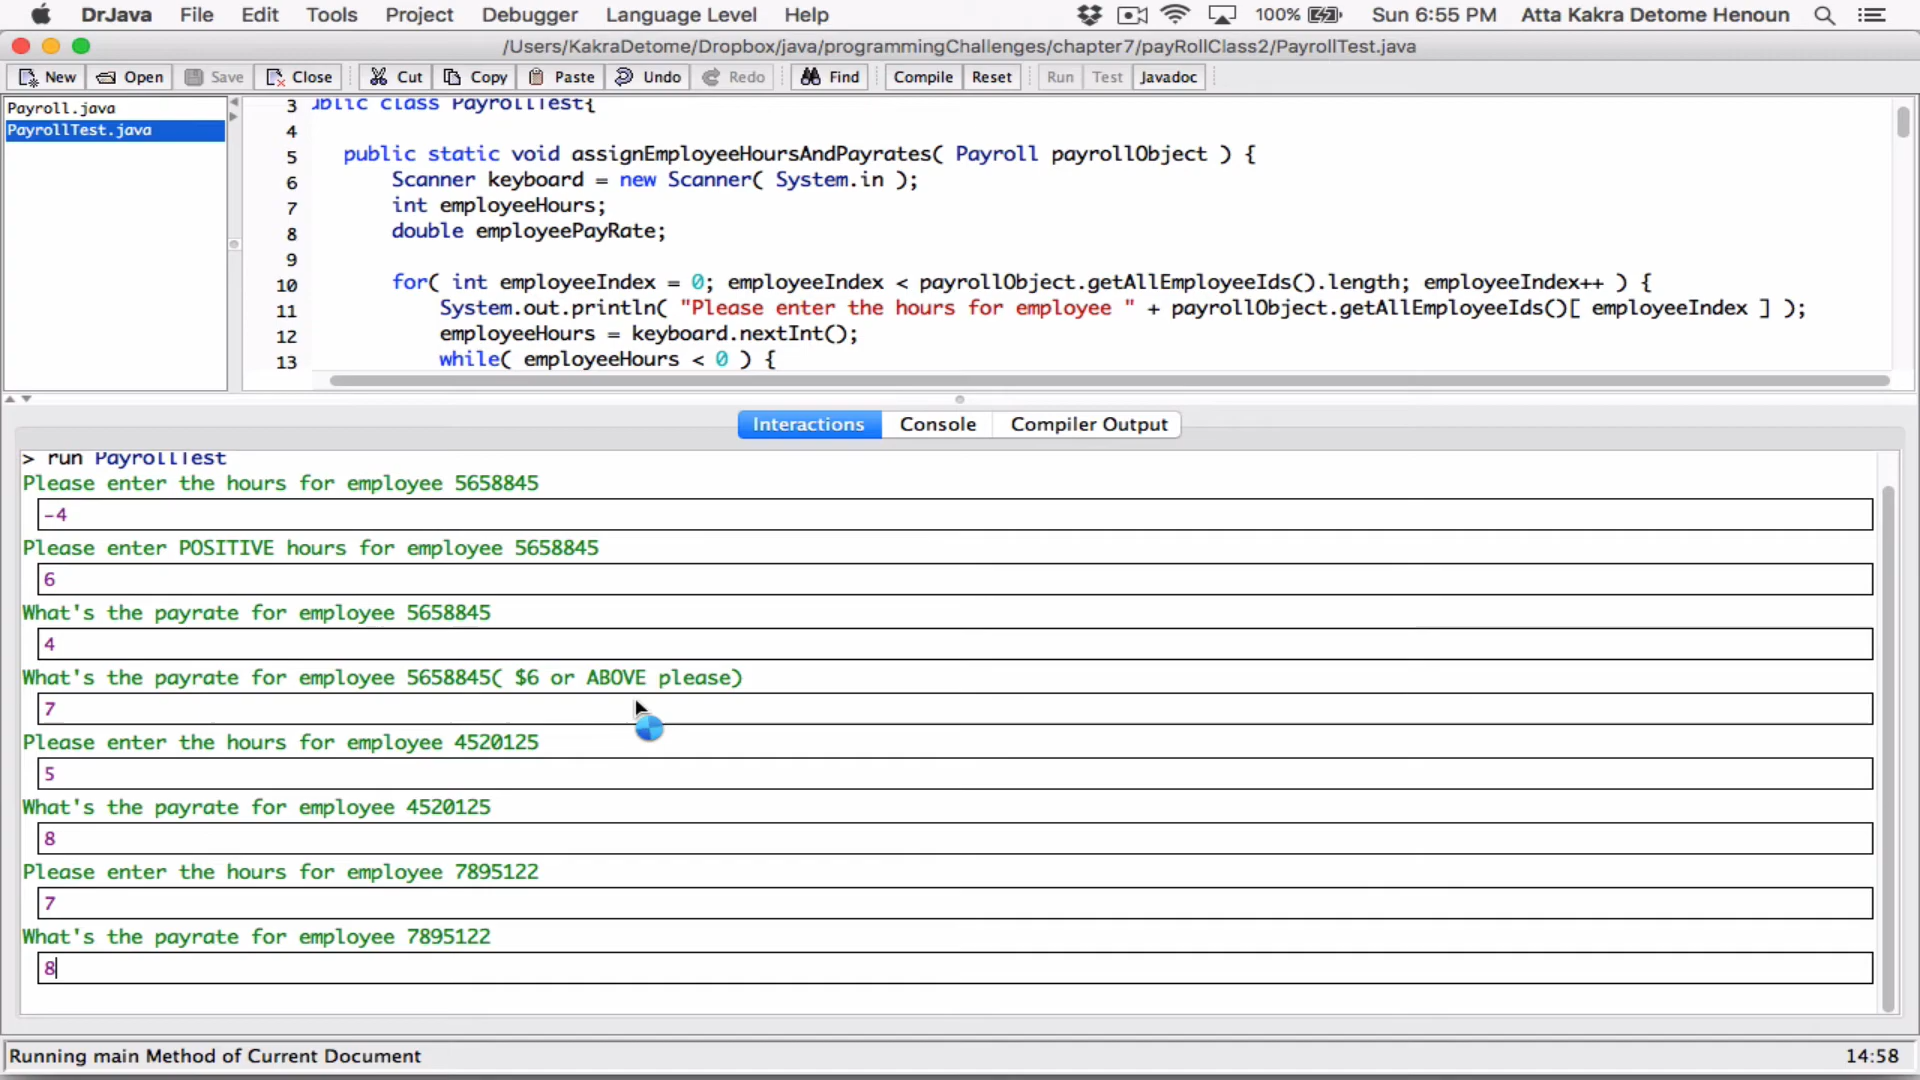 DrJava File Edit Tools Project Debugger Language Level Help 100% Sun 6:55 PM Atta Kakra Detome Henoun
/Users/KakraDetome/Dropbox/java/programmingChallenges/chapter7/payRollClass2/PayrollTest.java
New Open Save Close Cut Copy Paste Undo Redo Find Compile Reset Run Test Javadoc
Payroll.java
PayrollTest.java
3 ublic class PayrollTest{
4
5 public static void assignEmployeeHoursAndPayrates( Payroll payrollObject ) {
6 Scanner keyboard = new Scanner( System.in );
7 int employeeHours;
8 double employeePayRate;
9
10 for( int employeeIndex = 0; employeeIndex < payrollObject.getAllEmployeeIds().length; employeeIndex++ ) {
11 System.out.println( "Please enter the hours for employee " + payrollObject.getAllEmployeeIds()[ employeeIndex ] );
12 employeeHours = keyboard.nextInt();
13 while( employeeHours < 0 ) {
Interactions Console Compiler Output
> run PayrollTest
Please enter the hours for employee 5658845
-4
Please enter POSITIVE hours for employee 5658845
6
What's the payrate for employee 5658845
4
What's the payrate for employee 5658845( $6 or ABOVE please)
7
Please enter the hours for employee 4520125
5
What's the payrate for employee 4520125
8
Please enter the hours for employee 7895122
7
What's the payrate for employee 7895122
8
Running main Method of Current Document 14:58